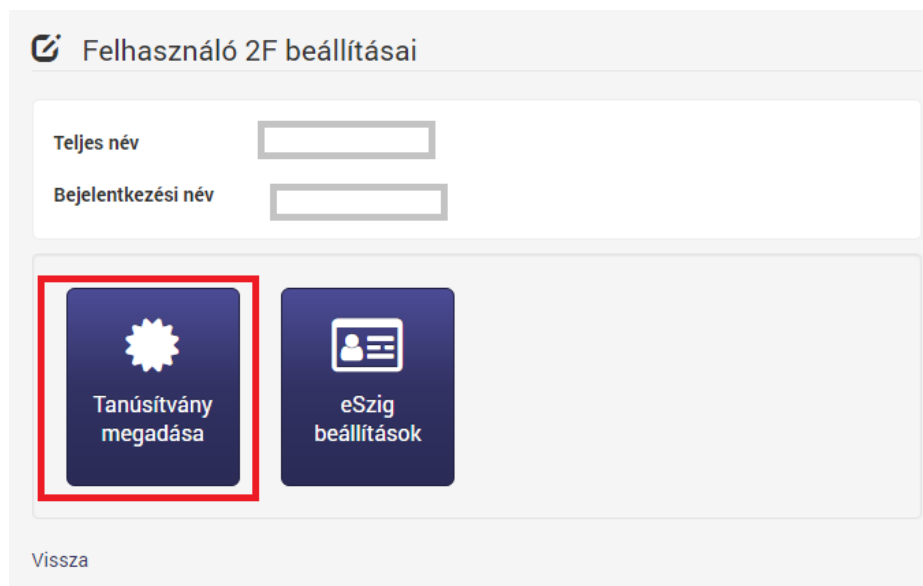 Felhasználó 2F beállításai
Teljes név
Bejelentkezési név
Tanúsítvány
megadása
eSzig
beállítások
Vissza